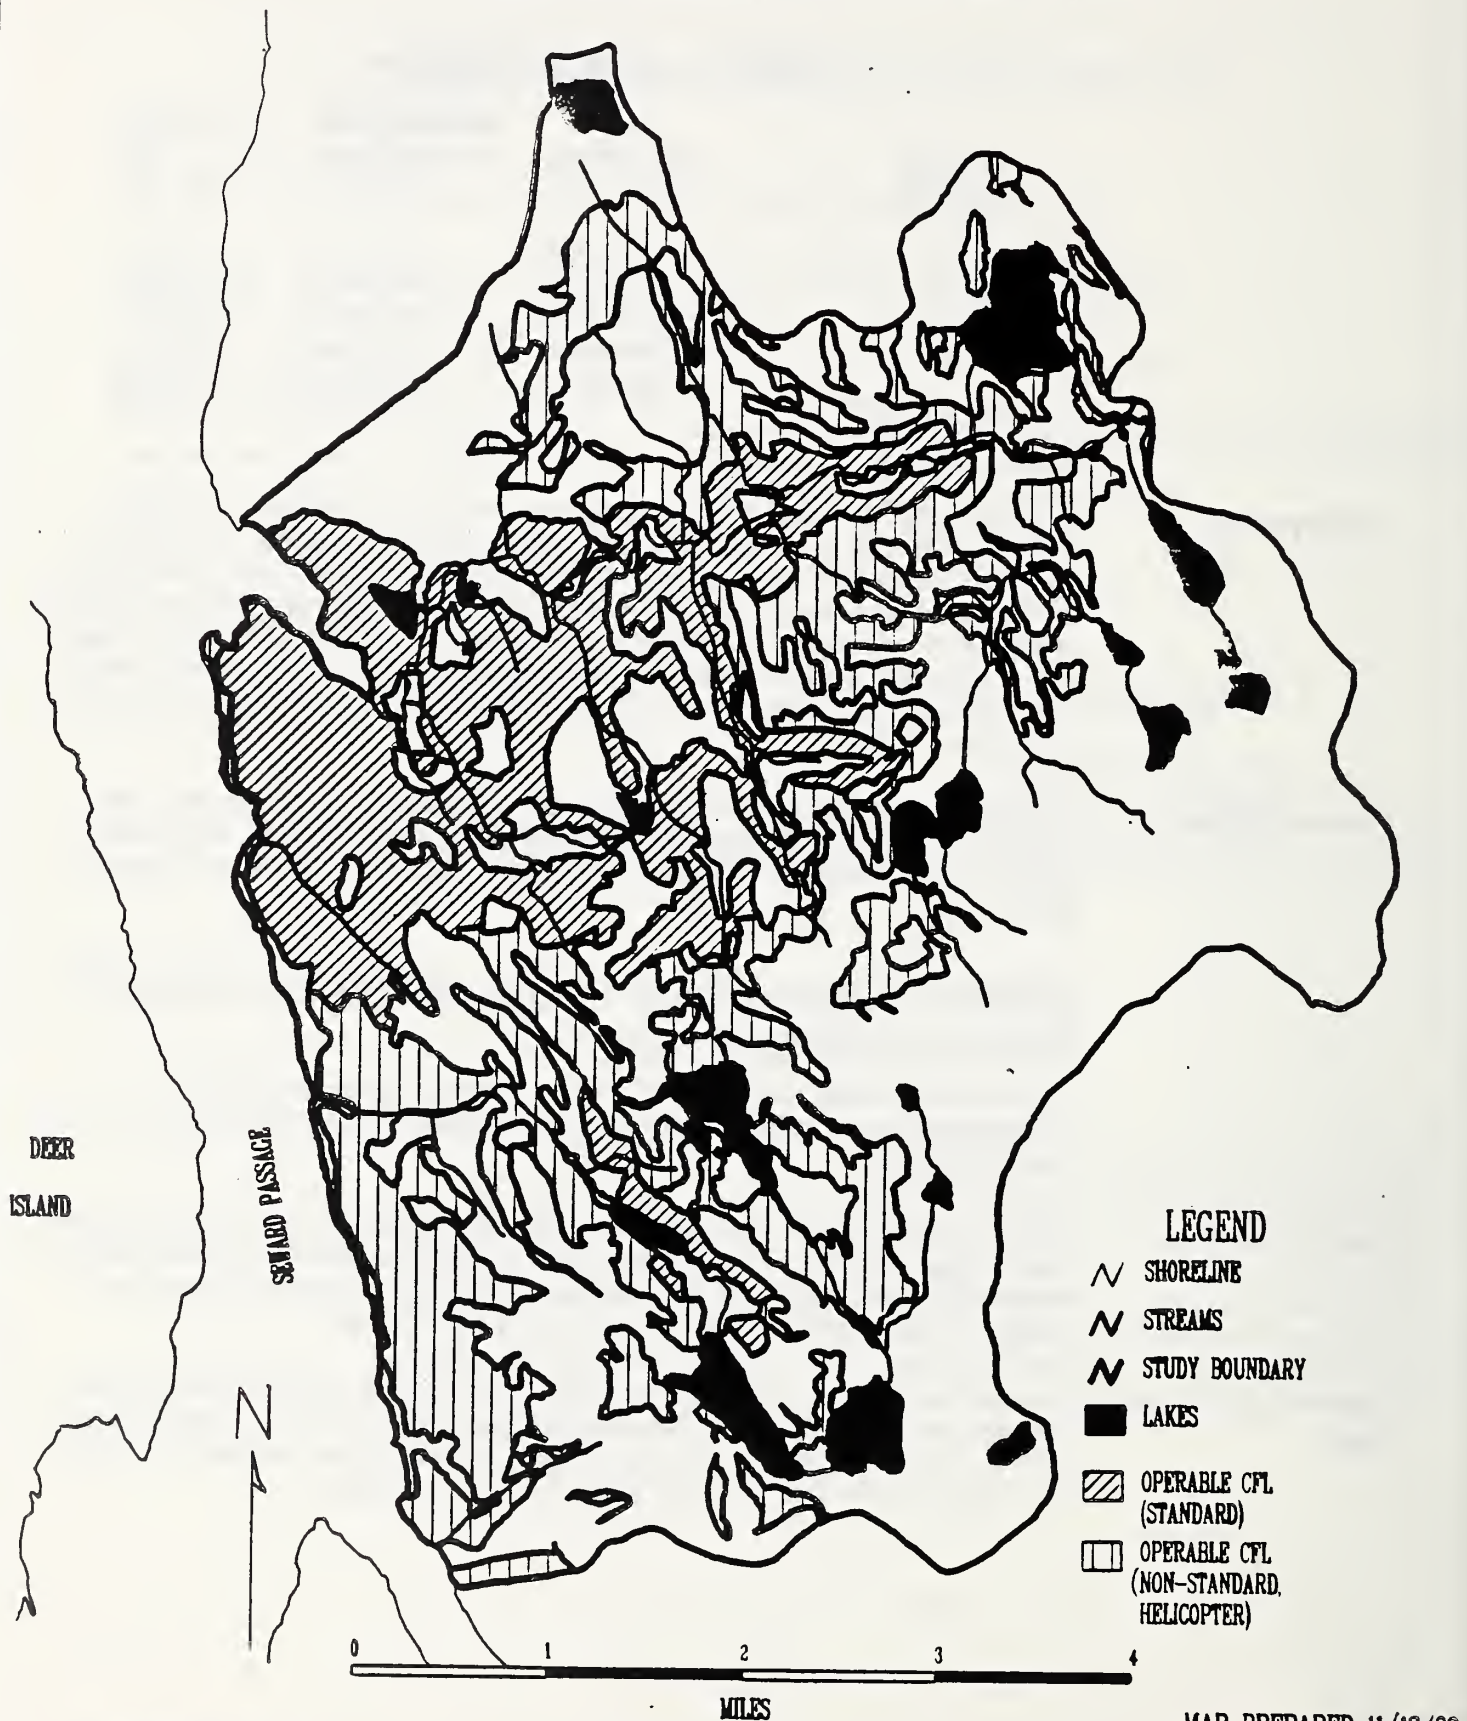 DEER
ISLAND
SEWARD PASSAGE
N
LEGEND
SHORELINE
STREAMS
STUDY BOUNDARY
LAKES
OPERABLE CFL
(STANDARD)
OPERABLE CFL
(NON-STANDARD,
HELICOPTER)
0 1 2 3 4
MILES
MAP PREPARED